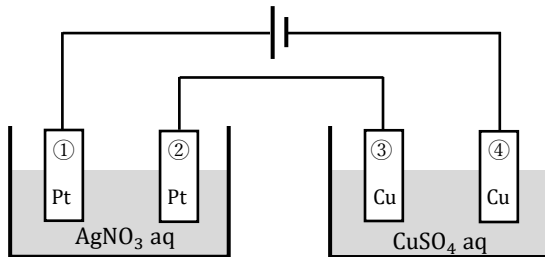 ① ② ③ ④
Pt Pt Cu Cu
AgNO₃ aq CuSO₄ aq